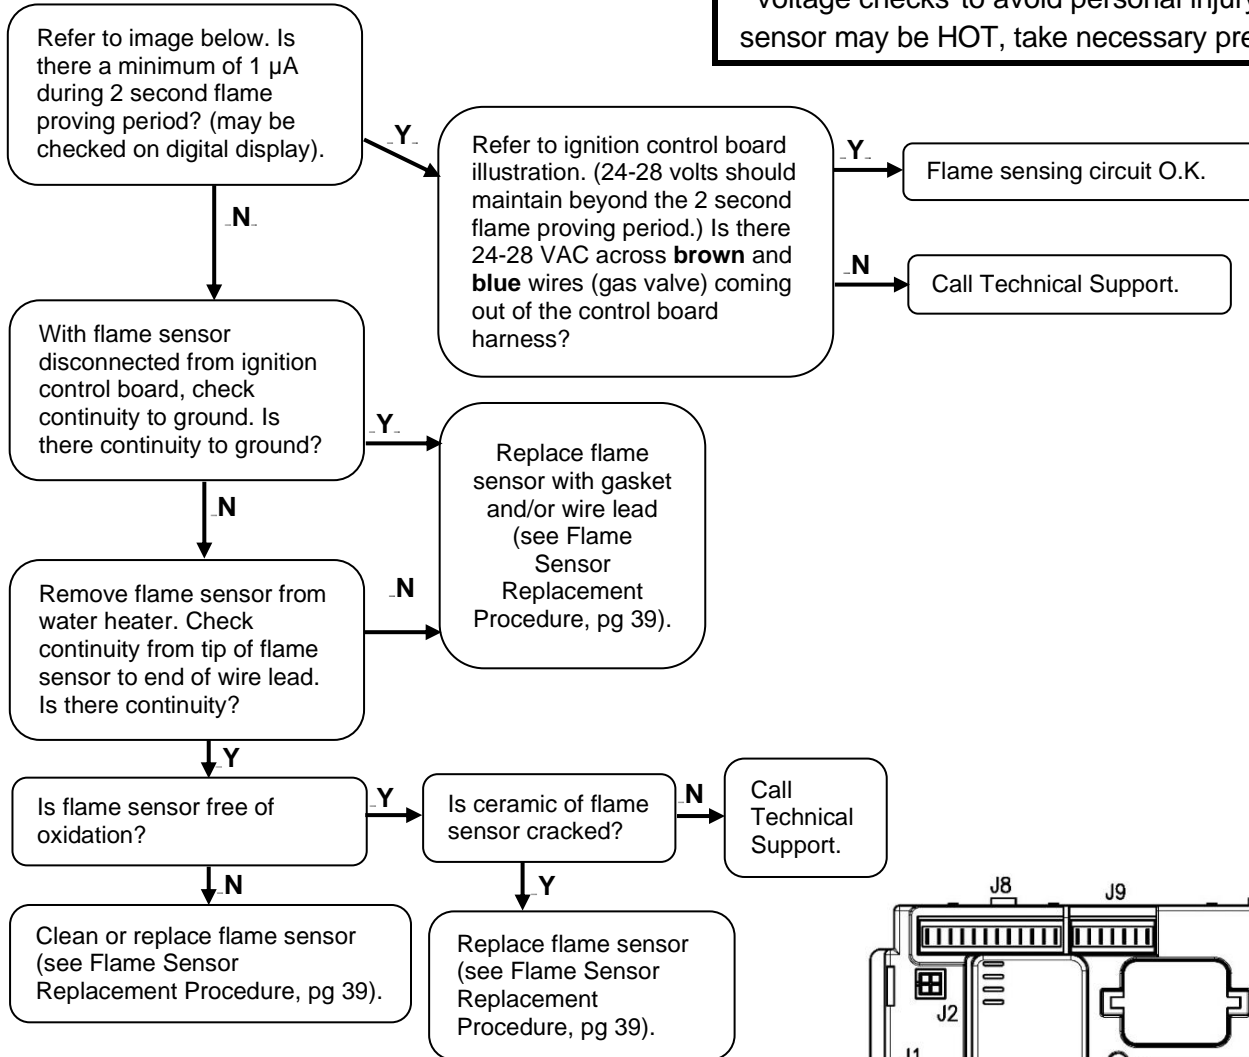 voltage checks to avoid personal injury
sensor may be HOT, take necessary pre
Refer to image below. Is
there a minimum of 1 µA
during 2 second flame
proving period? (may be
checked on digital display).
Y
Refer to ignition control board
illustration. (24-28 volts should
maintain beyond the 2 second
flame proving period.) Is there
24-28 VAC across brown and
blue wires (gas valve) coming
out of the control board
harness?
Y
Flame sensing circuit O.K.
N
Call Technical Support.
N
With flame sensor
disconnected from ignition
control board, check
continuity to ground. Is
there continuity to ground?
Y
Replace flame
sensor with gasket
and/or wire lead
(see Flame
Sensor
Replacement
Procedure, pg 39).
N
Remove flame sensor from
water heater. Check
continuity from tip of flame
sensor to end of wire lead.
Is there continuity?
N
Y
Is flame sensor free of
oxidation?
Y
Is ceramic of flame
sensor cracked?
N
Call
Technical
Support.
N
Clean or replace flame sensor
(see Flame Sensor
Replacement Procedure, pg 39).
Y
Replace flame sensor
(see Flame Sensor
Replacement
Procedure, pg 39).
J8
J9
J2
J1